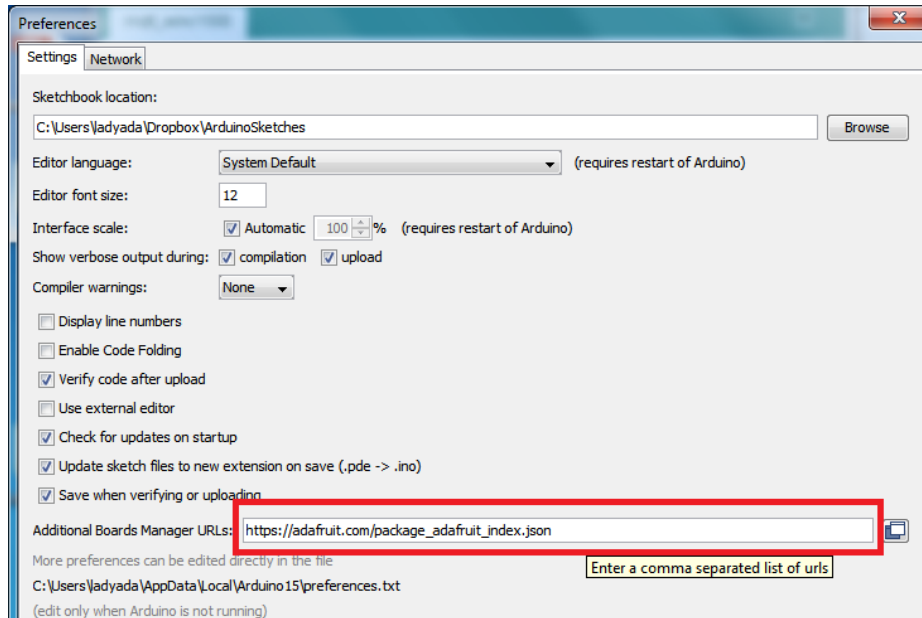 Preferences
Settings Network
Sketchbook location:
C:\Users\ladyada\Dropbox\ArduinoSketches Browse
Editor language: System Default (requires restart of Arduino)
Editor font size: 12
Interface scale: Automatic 100 % (requires restart of Arduino)
Show verbose output during: compilation upload
Compiler warnings: None
Display line numbers
Enable Code Folding
Verify code after upload
Use external editor
Check for updates on startup
Update sketch files to new extension on save (.pde -> .ino)
Save when verifying or uploading
Additional Boards Manager URLs: https://adafruit.com/package_adafruit_index.json
More preferences can be edited directly in the file
Enter a comma separated list of urls
C:\Users\ladyada\AppData\Local\Arduino15\preferences.txt
(edit only when Arduino is not running)